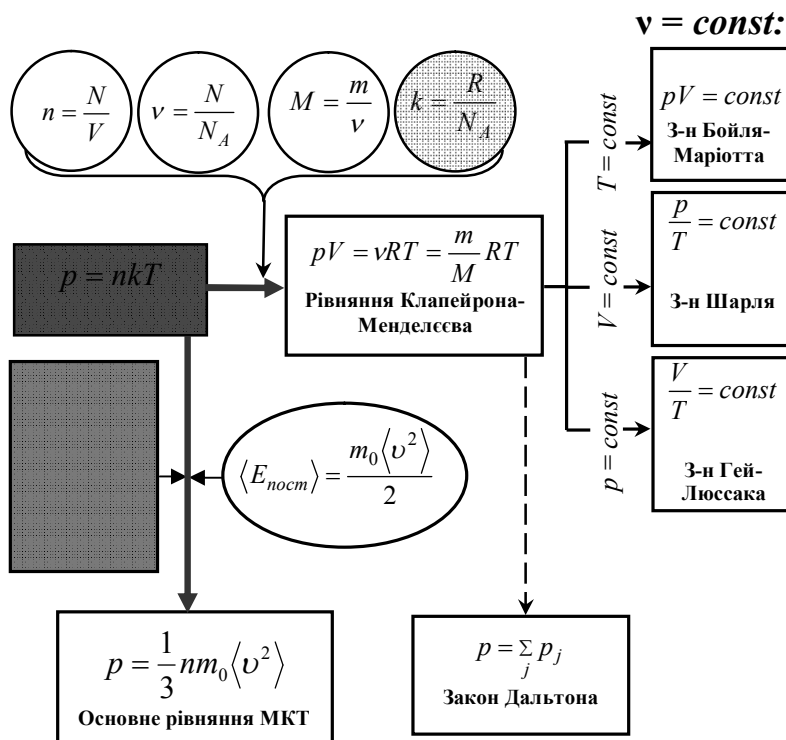 ν = const:
n = N/V
ν = N/N_A
M = m/ν
k = R/N_A
T = const
pV = const
З-н Бойля-
Маріотта
p = nkT
pV = νRT = m/M RT
Рівняння Клапейрона-
Менделєєва
V = const
p/T = const
З-н Шарля
p = const
V/T = const
З-н Гей-
Люссака
⟨E_пост⟩ = m₀⟨υ²⟩/2
p = 1/3 nm₀⟨υ²⟩
Основне рівняння МКТ
p = Σ_j p_j
Закон Дальтона